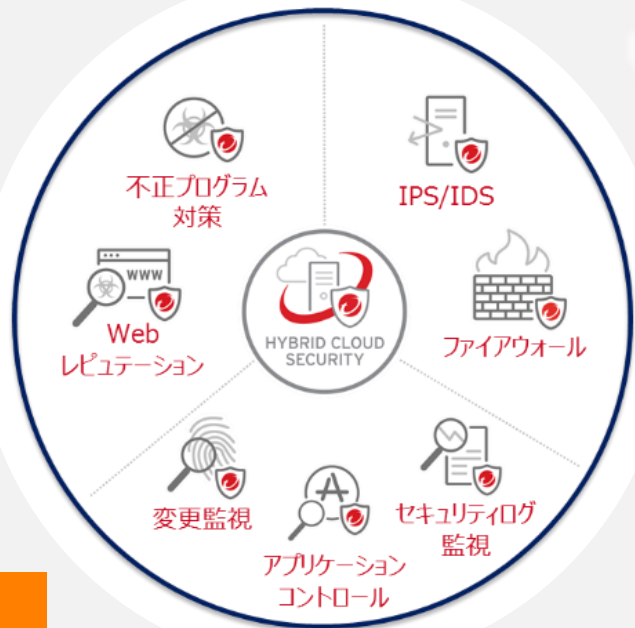 不正プログラム
対策
IPS/IDS
WWW
Web
レピュテーション
HYBRID CLOUD
SECURITY
ファイアウォール
変更監視
アプリケーション
コントロール
セキュリティログ
監視